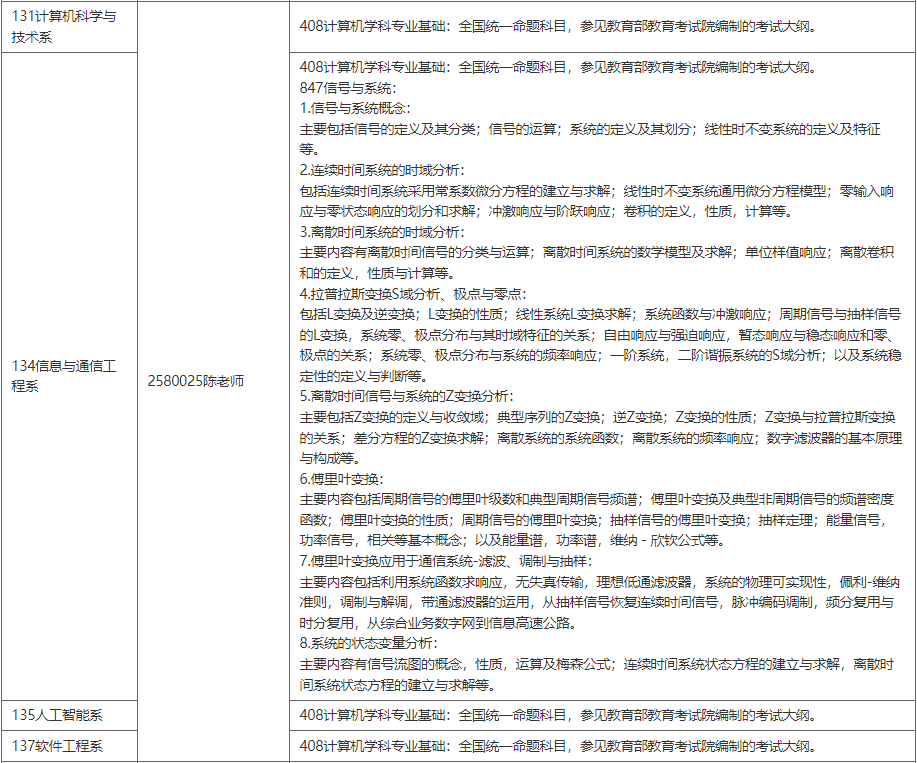 131计算机科学与
技术系
408计算机学科专业基础：全国统一命题科目，参见教育部教育考试院编制的考试大纲。
134信息与通信工
程系
2580025陈老师
408计算机学科专业基础：全国统一命题科目，参见教育部教育考试院编制的考试大纲。
847信号与系统：
1.信号与系统概念：
主要包括信号的定义及其分类；信号的运算；系统的定义及其划分；线性时不变系统的定义及特征
等。
2.连续时间系统的时域分析：
包括连续时间系统采用常系数微分方程的建立与求解；线性时不变系统通用微分方程模型；零输入响
应与零状态响应的划分和求解；冲激响应与阶跃响应；卷积的定义，性质，计算等。
3.离散时间系统的时域分析：
主要内容有离散时间信号的分类与运算；离散时间系统的数学模型及求解；单位样值响应；离散卷积
和的定义，性质与计算等。
4.拉普拉斯变换S域分析、极点与零点：
包括L变换及逆变换；L变换的性质；线性系统L变换求解；系统函数与冲激响应；周期信号与抽样信号
的L变换，系统零、极点分布与其时域特征的关系；自由响应与强迫响应，暂态响应与稳态响应和零、
极点的关系；系统零、极点分布与系统的频率响应；一阶系统，二阶谐振系统的S域分析；以及系统稳
定性的定义与判断等。
5.离散时间信号与系统的Z变换分析：
主要包括Z变换的定义与收敛域；典型序列的Z变换；逆Z变换；Z变换的性质；Z变换与拉普拉斯变换
的关系；差分方程的Z变换求解；离散系统的系统函数；离散系统的频率响应；数字滤波器的基本原理
与构成等。
6.傅里叶变换：
主要内容包括周期信号的傅里叶级数和典型周期信号频谱；傅里叶变换及典型非周期信号的频谱密度
函数；傅里叶变换的性质；周期信号的傅里叶变换；抽样信号的傅里叶变换；抽样定理；能量信号，
功率信号，相关等基本概念；以及能量谱，功率谱，维纳－欣钦公式等。
7.傅里叶变换应用于通信系统-滤波、调制与抽样：
主要内容包括利用系统函数求响应，无失真传输，理想低通滤波器，系统的物理可实现性，佩利-维纳
准则，调制与解调，带通滤波器的运用，从抽样信号恢复连续时间信号，脉冲编码调制，频分复用与
时分复用，从综合业务数字网到信息高速公路。
8.系统的状态变量分析：
主要内容有信号流图的概念，性质，运算及梅森公式；连续时间系统状态方程的建立与求解，离散时
间系统状态方程的建立与求解等。
135人工智能系
408计算机学科专业基础：全国统一命题科目，参见教育部教育考试院编制的考试大纲。
137软件工程系
408计算机学科专业基础：全国统一命题科目，参见教育部教育考试院编制的考试大纲。